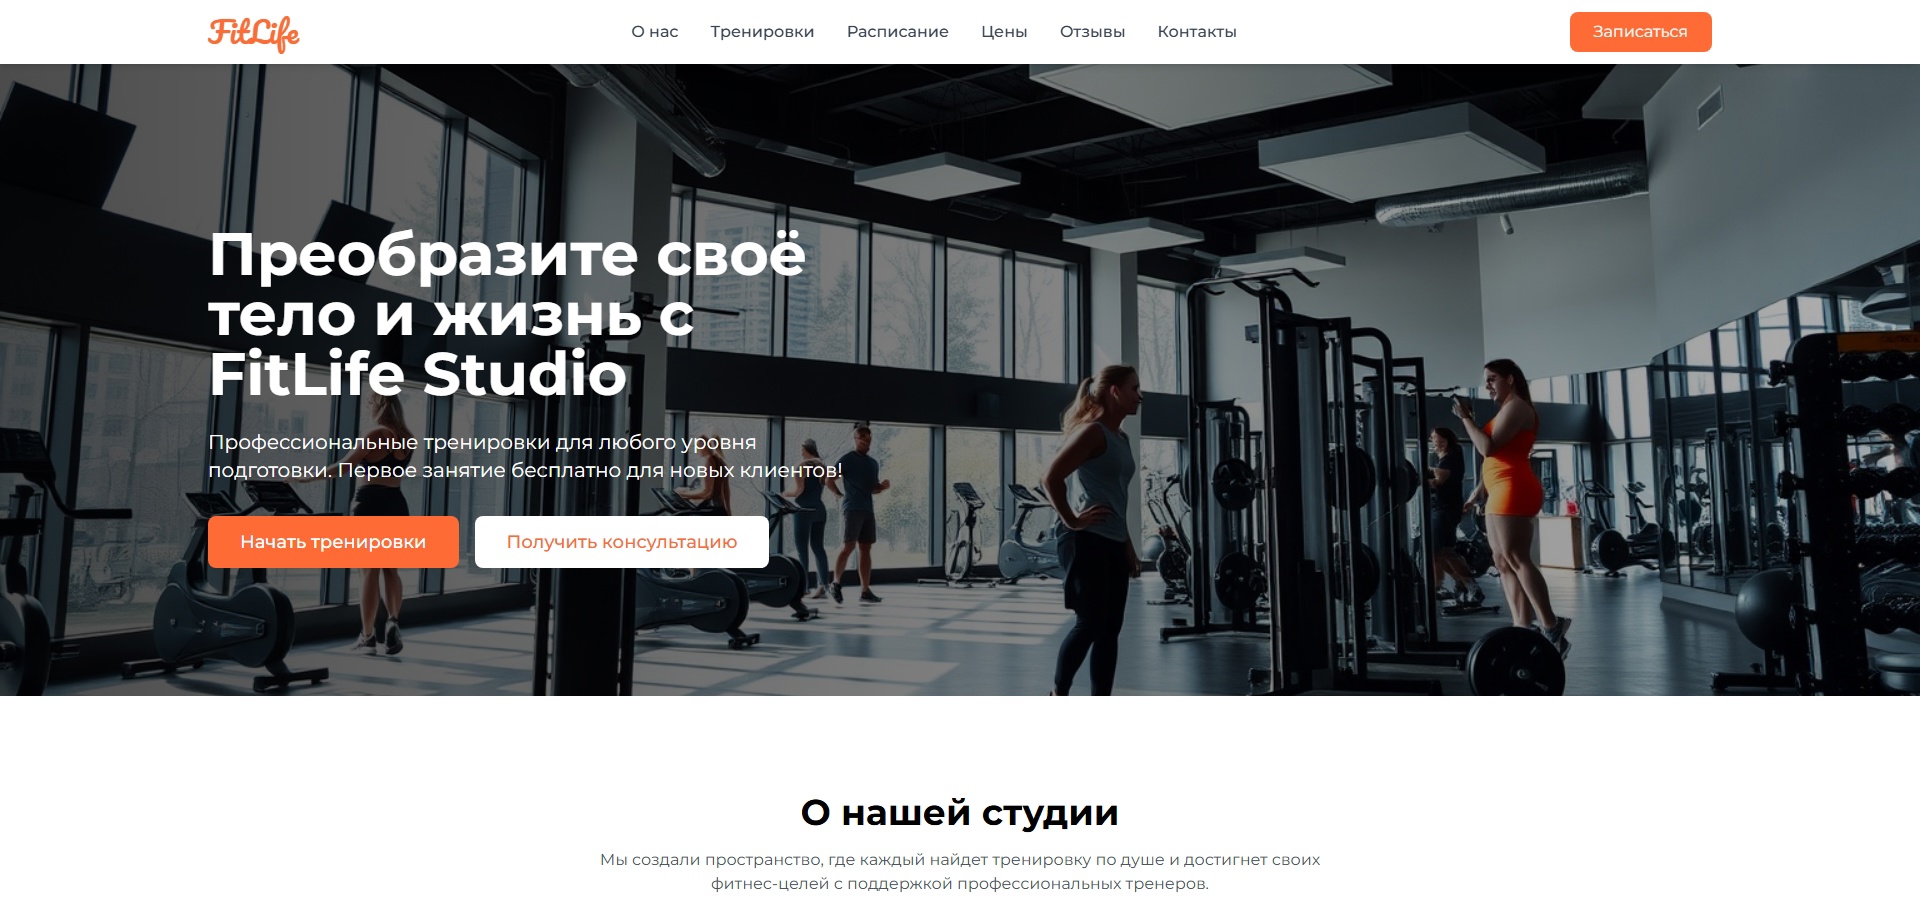 FitLife
О нас
Тренировки
Расписание
Цены
Отзывы
Контакты
Записаться
Преобразите своё
тело и жизнь с
FitLife Studio
Профессиональные тренировки для любого уровня
подготовки. Первое занятие бесплатно для новых клиентов!
Начать тренировки
Получить консультацию
О нашей студии
Мы создали пространство, где каждый найдет тренировку по душе и достигнет своих
фитнес-целей с поддержкой профессиональных тренеров.